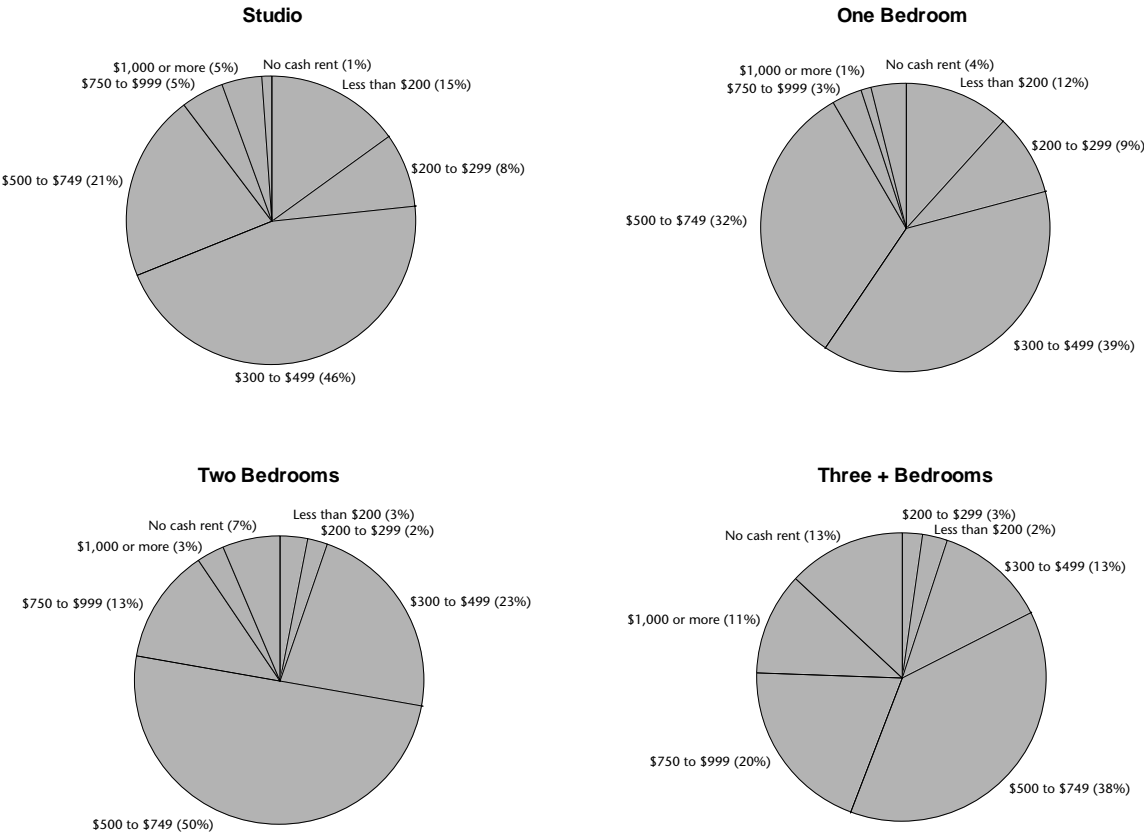 Studio
No cash rent (1%)
Less than $200 (15%)
$200 to $299 (8%)
$300 to $499 (46%)
$500 to $749 (21%)
$750 to $999 (5%)
$1,000 or more (5%)
One Bedroom
No cash rent (4%)
Less than $200 (12%)
$200 to $299 (9%)
$300 to $499 (39%)
$500 to $749 (32%)
$750 to $999 (3%)
$1,000 or more (1%)
Two Bedrooms
Less than $200 (3%)
$200 to $299 (2%)
$300 to $499 (23%)
$500 to $749 (50%)
$750 to $999 (13%)
$1,000 or more (3%)
No cash rent (7%)
Three + Bedrooms
$200 to $299 (3%)
Less than $200 (2%)
$300 to $499 (13%)
$500 to $749 (38%)
$750 to $999 (20%)
$1,000 or more (11%)
No cash rent (13%)